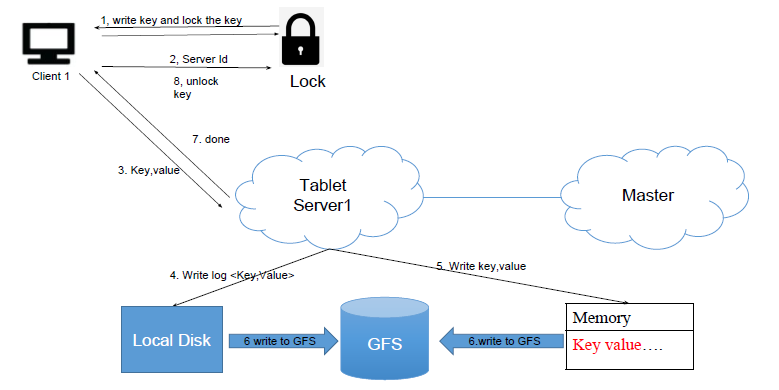 1, write key and lock the key
2, Server Id
Client 1
8, unlock
key
Lock
7. done
3. Key,value
Tablet
Server1
Master
4. Write log <Key,Value>
5. Write key,value
Local Disk
6 write to GFS
GFS
6.write to GFS
Memory
Key value….